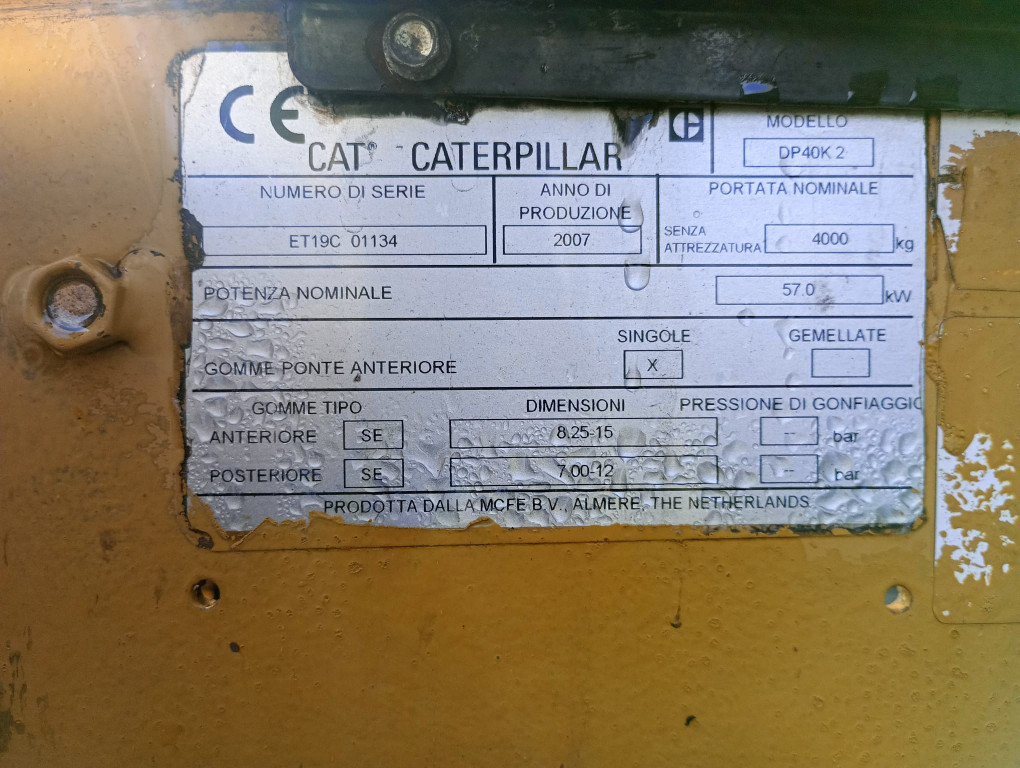 CE
CAT® CATERPILLAR
MODELLO
DP40K 2
NUMERO DI SERIE
ET19C 01134
ANNO DI
PRODUZIONE
2007
PORTATA NOMINALE
SENZA
ATTREZZATURA 4000 kg
POTENZA NOMINALE 57.0 kW
SINGOLE GEMELLATE
GOMME PONTE ANTERIORE X
GOMME TIPO DIMENSIONI PRESSIONE DI GONFIAGGIO
ANTERIORE SE 8.25-15 -- bar
POSTERIORE SE 7.00-12 -- bar
PRODOTTA DALLA MCFE B.V., ALMERE, THE NETHERLANDS